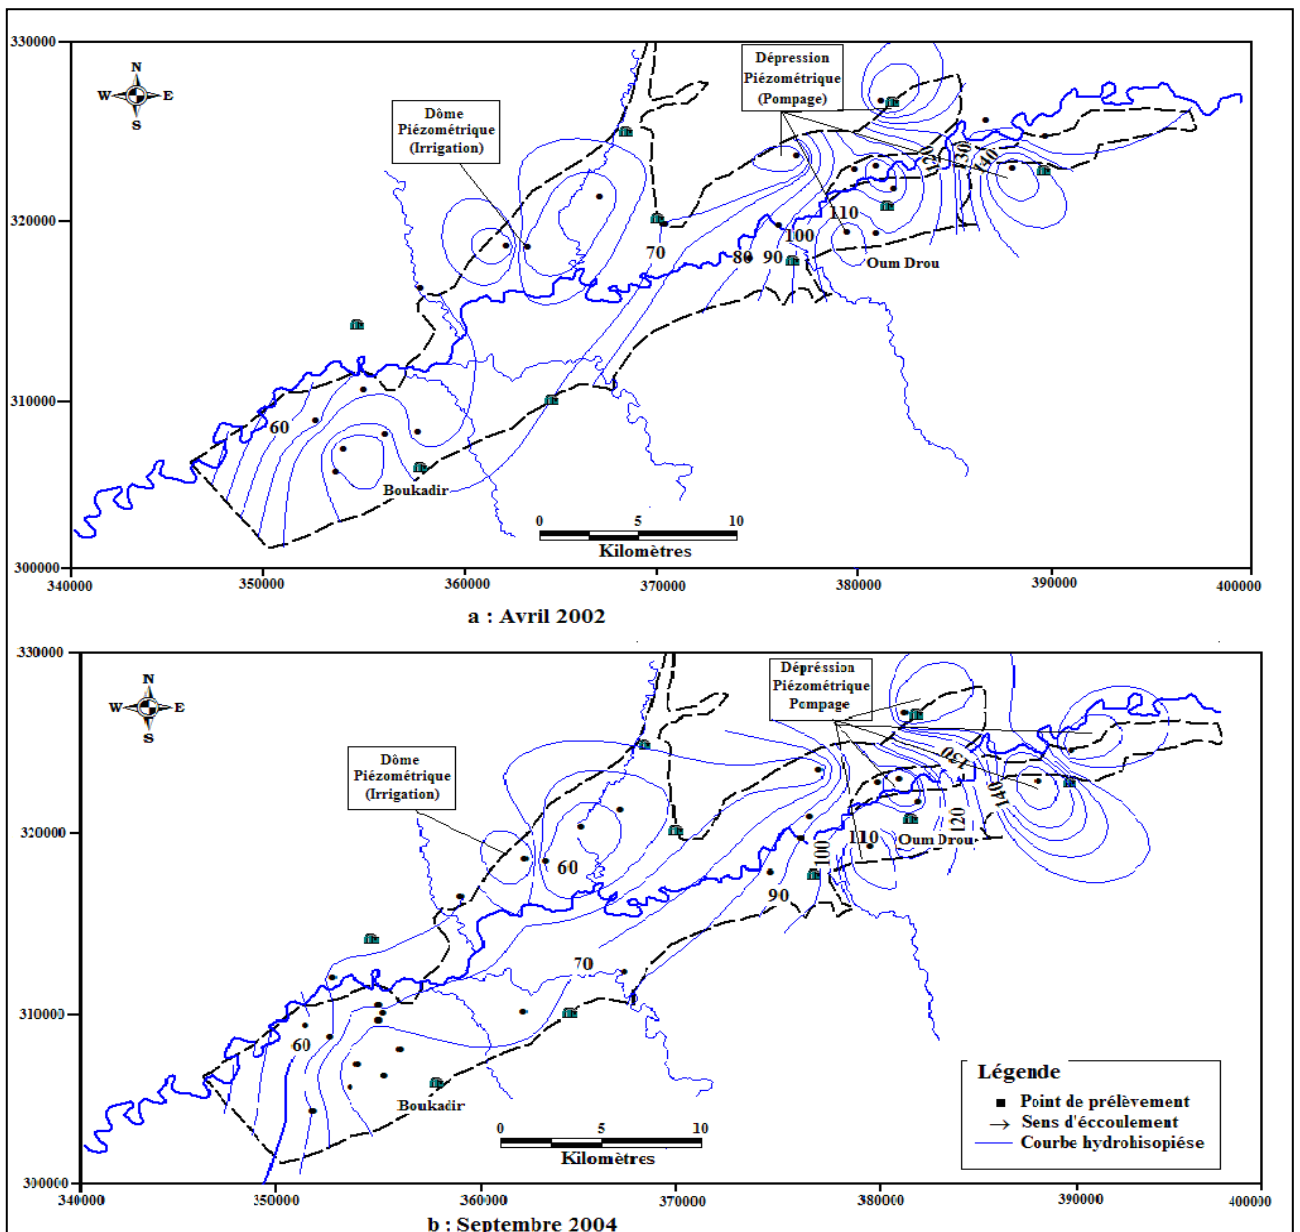 330000
320000
310000
300000
340000
350000
360000
370000
380000
390000
400000
N
W
E
S
Dôme
Piézométrique
(Irrigation)
Dépression
Piézométrique
(Pompage)
120
130
140
110
100
90
80
70
60
Oum Drou
Boukadir
0 5 10
Kilomètres
a : Avril 2002
330000
320000
310000
300000
340000
350000
360000
370000
380000
390000
400000
N
W
E
S
Dôme
Piézométrique
(Irrigation)
Dépréssion
Piézométrique
Pompage
130
140
120
110
100
90
60
70
60
Oum Drou
Boukadir
0 5 10
Kilomètres
Légende
Point de prélèvement
Sens d'éccoulement
Courbe hydrohisopiése
b : Septembre 2004